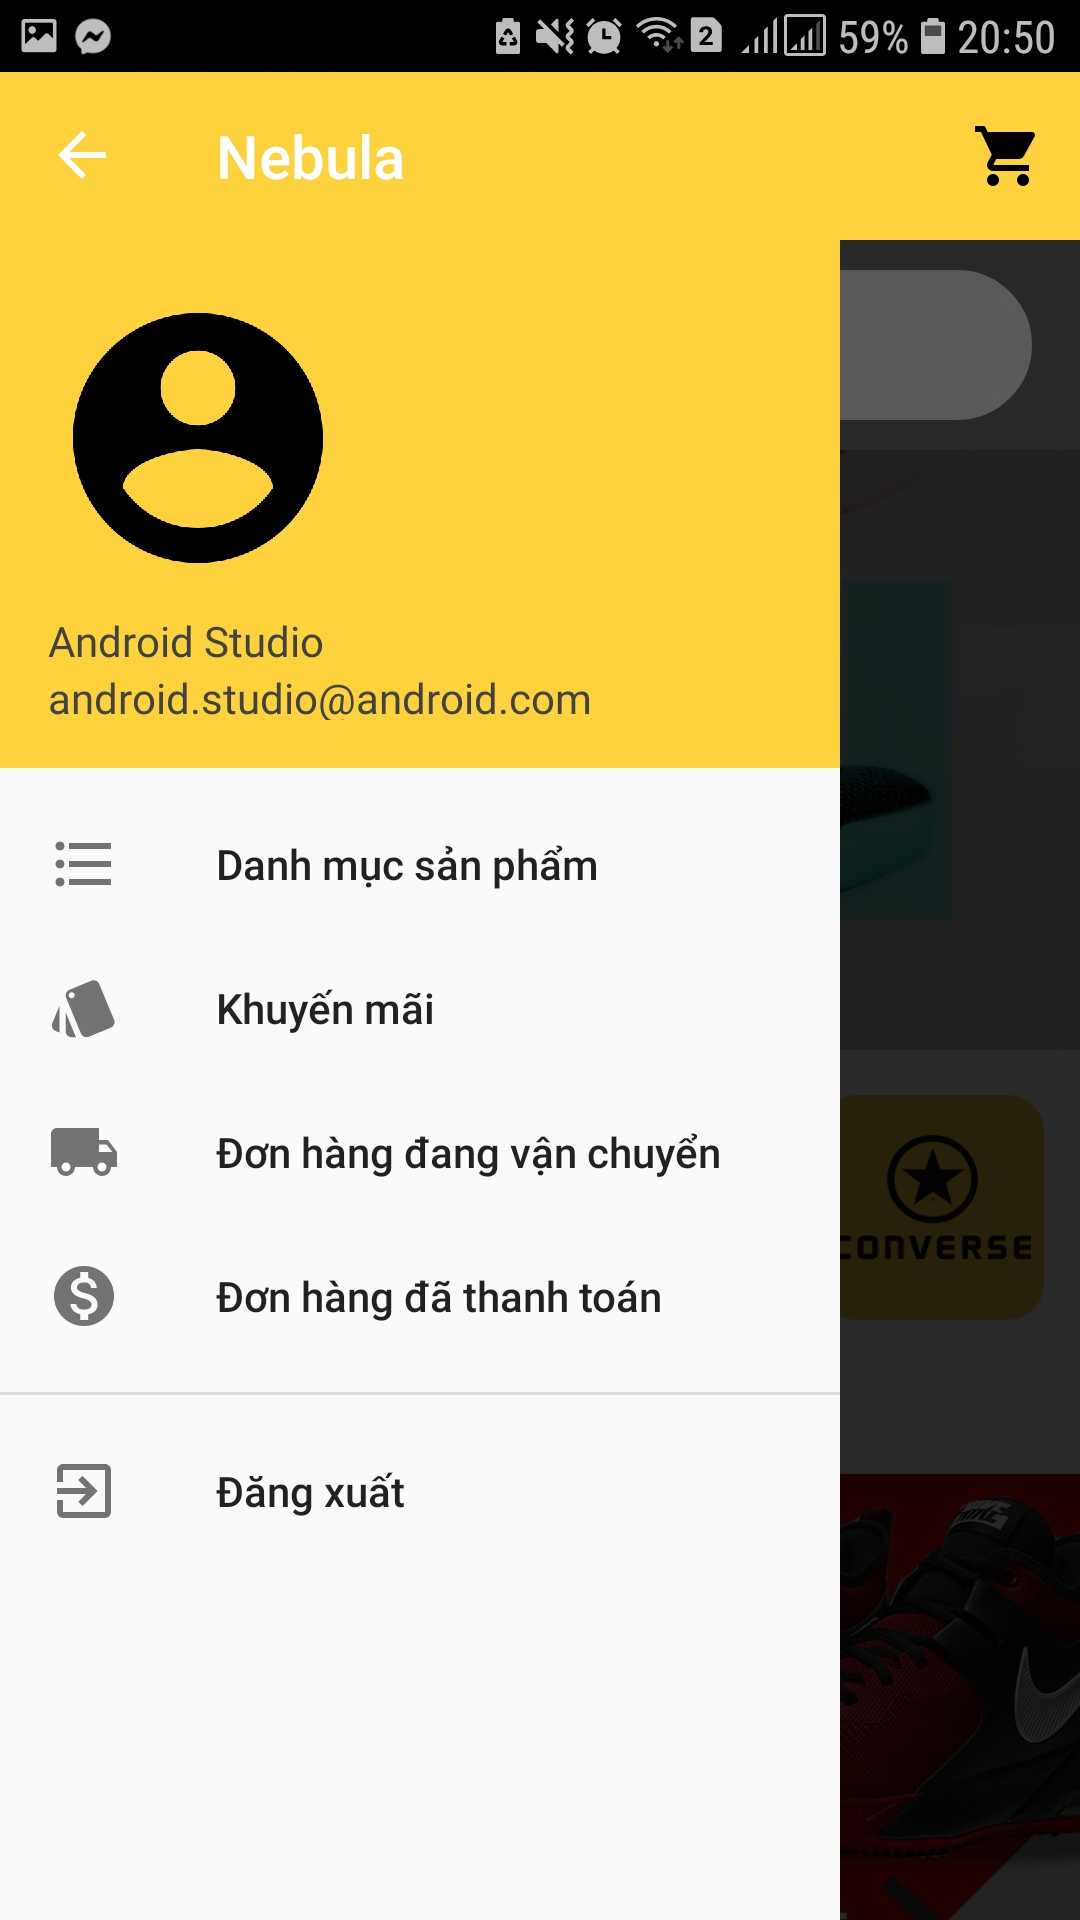 2 59% 20:50
Nebula
Android Studio
android.studio@android.com
Danh mục sản phẩm
Khuyến mãi
Đơn hàng đang vận chuyển
CONVERSE
Đơn hàng đã thanh toán
Đăng xuất